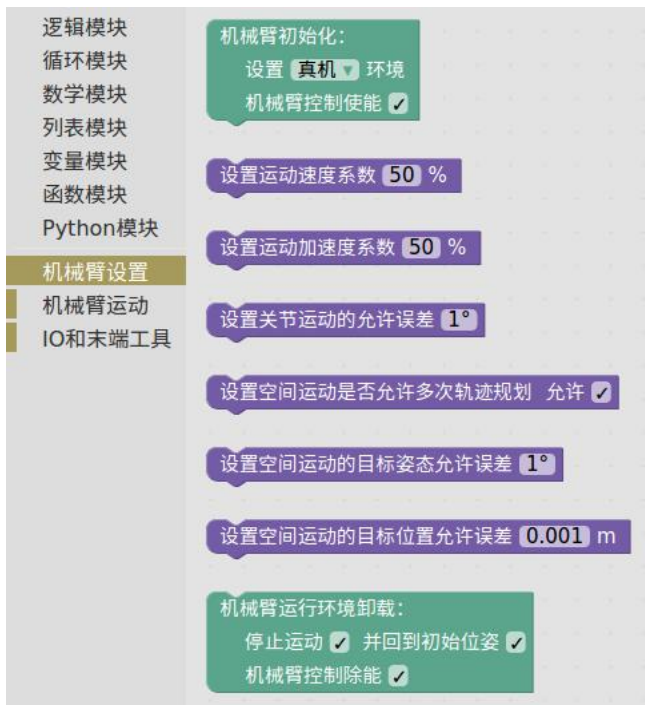 逻辑模块
循环模块
数学模块
列表模块
变量模块
函数模块
Python模块
机械臂设置
机械臂运动
IO和末端工具
机械臂初始化：
设置 真机 环境
机械臂控制使能
设置运动速度系数 50 %
设置运动加速度系数 50 %
设置关节运动的允许误差 1°
设置空间运动是否允许多次轨迹规划 允许
设置空间运动的目标姿态允许误差 1°
设置空间运动的目标位置允许误差 0.001 m
机械臂运行环境卸载：
停止运动 并回到初始位姿
机械臂控制除能